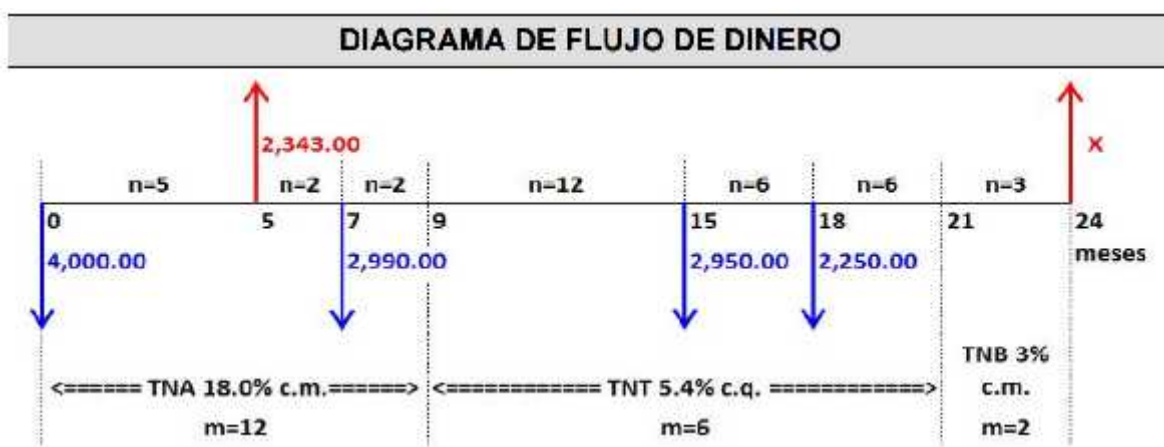 DIAGRAMA DE FLUJO DE DINERO
2,343.00 X
n=5 n=2 n=2 n=12 n=6 n=6 n=3
0 5 7 9 15 18 21 24
4,000.00 2,990.00 2,950.00 2,250.00 meses
TNB 3%
<====== TNA 18.0% c.m.======> <============ TNT 5.4% c.q. ============> c.m.
m=12 m=6 m=2